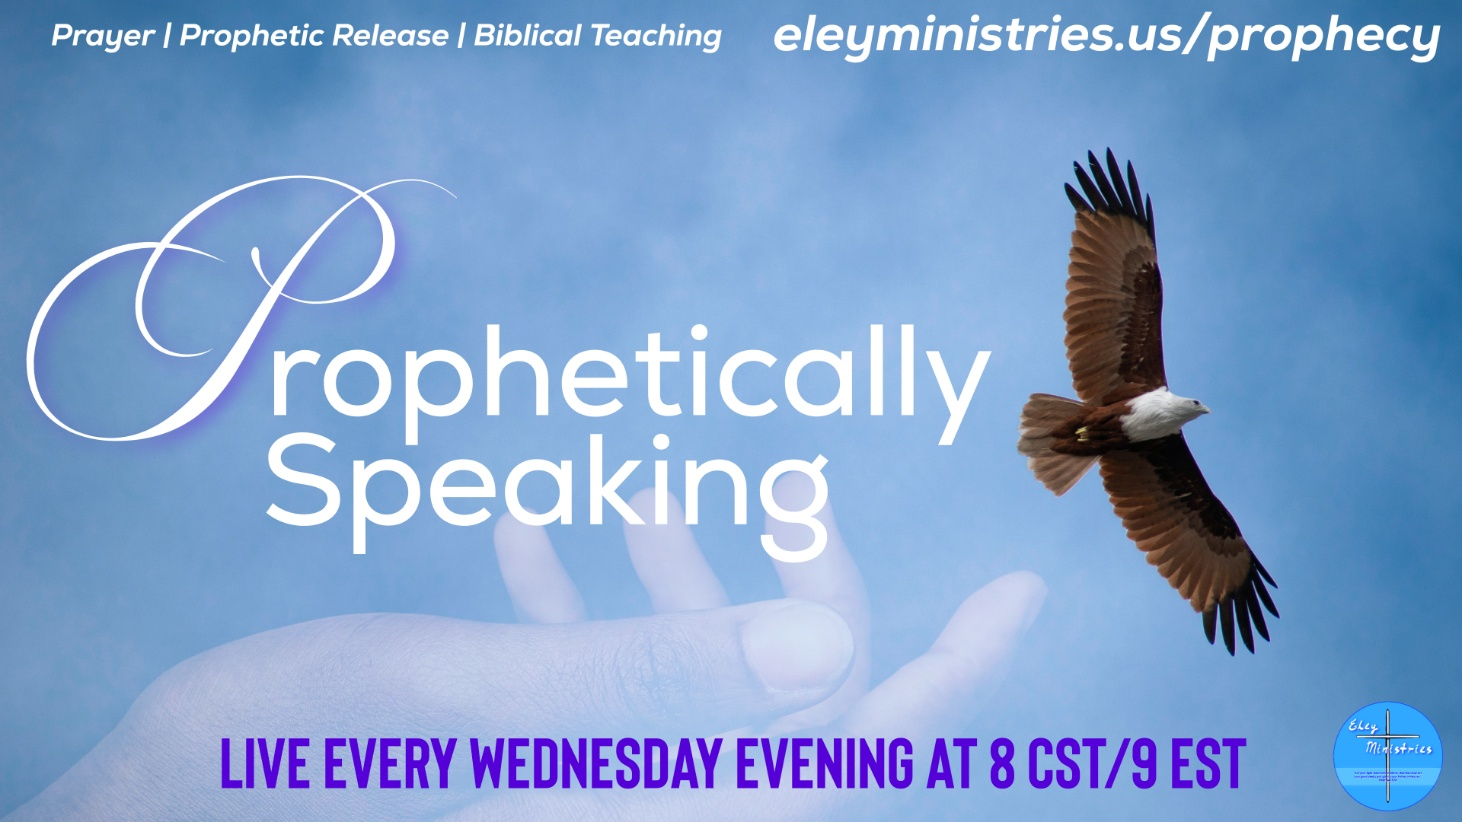 Prayer | Prophetic Release | Biblical Teaching
eleyministries.us/prophecy
Prophetically
Speaking
LIVE EVERY WEDNESDAY EVENING AT 8 CST/9 EST
Eley
Ministries